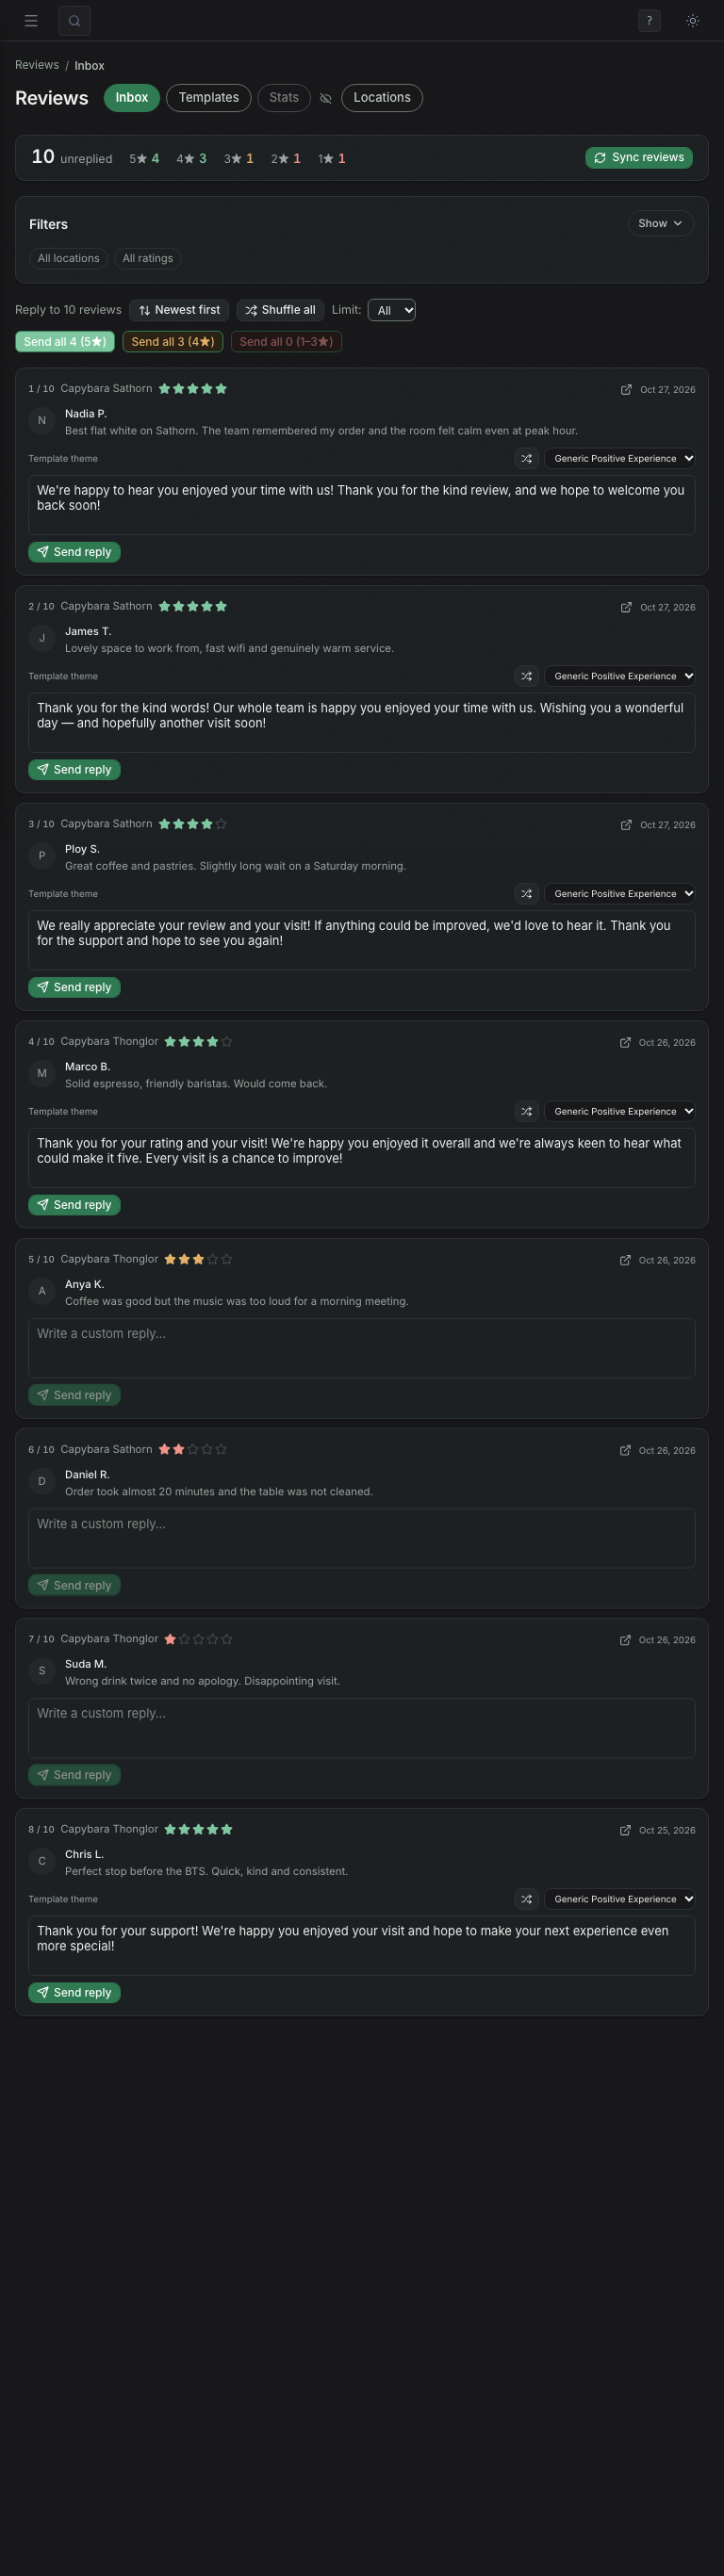 ?
Reviews / Inbox
Reviews Inbox Templates Stats Locations
10 unreplied 5★ 4 4★ 3 3★ 1 2★ 1 1★ 1 Sync reviews
Filters Show
All locations All ratings
Reply to 10 reviews Newest first Shuffle all Limit: All
Send all 4 (5★) Send all 3 (4★) Send all 0 (1–3★)
1 / 10 Capybara Sathorn ★★★★★ Oct 27, 2026
N Nadia P.
Best flat white on Sathorn. The team remembered my order and the room felt calm even at peak hour.
Template theme Generic Positive Experience
We're happy to hear you enjoyed your time with us! Thank you for the kind review, and we hope to welcome you
back soon!
Send reply
2 / 10 Capybara Sathorn ★★★★★ Oct 27, 2026
J James T.
Lovely space to work from, fast wifi and genuinely warm service.
Template theme Generic Positive Experience
Thank you for the kind words! Our whole team is happy you enjoyed your time with us. Wishing you a wonderful
day — and hopefully another visit soon!
Send reply
3 / 10 Capybara Sathorn ★★★★☆ Oct 27, 2026
P Ploy S.
Great coffee and pastries. Slightly long wait on a Saturday morning.
Template theme Generic Positive Experience
We really appreciate your review and your visit! If anything could be improved, we'd love to hear it. Thank you
for the support and hope to see you again!
Send reply
4 / 10 Capybara Thonglor ★★★★☆ Oct 26, 2026
M Marco B.
Solid espresso, friendly baristas. Would come back.
Template theme Generic Positive Experience
Thank you for your rating and your visit! We're happy you enjoyed it overall and we're always keen to hear what
could make it five. Every visit is a chance to improve!
Send reply
5 / 10 Capybara Thonglor ★★★☆☆ Oct 26, 2026
A Anya K.
Coffee was good but the music was too loud for a morning meeting.
Write a custom reply...
Send reply
6 / 10 Capybara Sathorn ★★☆☆☆ Oct 26, 2026
D Daniel R.
Order took almost 20 minutes and the table was not cleaned.
Write a custom reply...
Send reply
7 / 10 Capybara Thonglor ★☆☆☆☆ Oct 26, 2026
S Suda M.
Wrong drink twice and no apology. Disappointing visit.
Write a custom reply...
Send reply
8 / 10 Capybara Thonglor ★★★★★ Oct 25, 2026
C Chris L.
Perfect stop before the BTS. Quick, kind and consistent.
Template theme Generic Positive Experience
Thank you for your support! We're happy you enjoyed your visit and hope to make your next experience even
more special!
Send reply